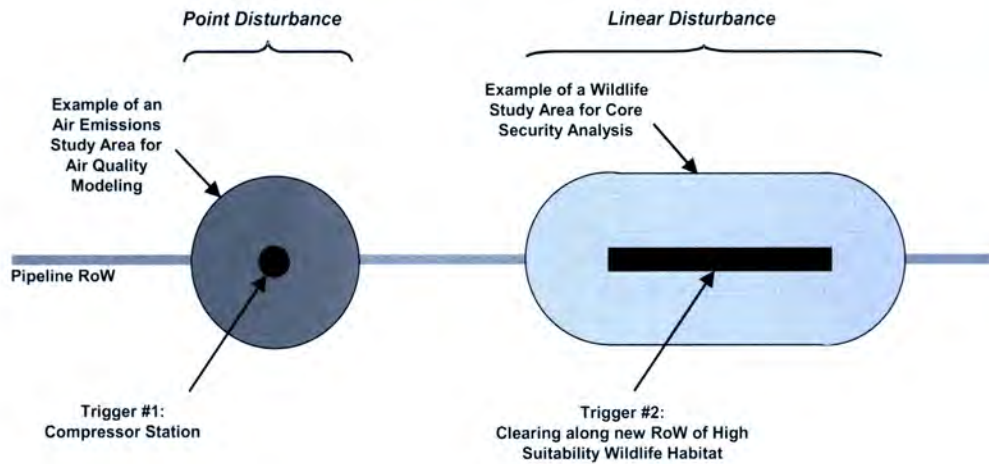 Point Disturbance
Linear Disturbance
Example of an
Air Emissions
Study Area for
Air Quality
Modeling
Example of a Wildlife
Study Area for Core
Security Analysis
Pipeline RoW
Trigger #1:
Compressor Station
Trigger #2:
Clearing along new RoW of High
Suitability Wildlife Habitat